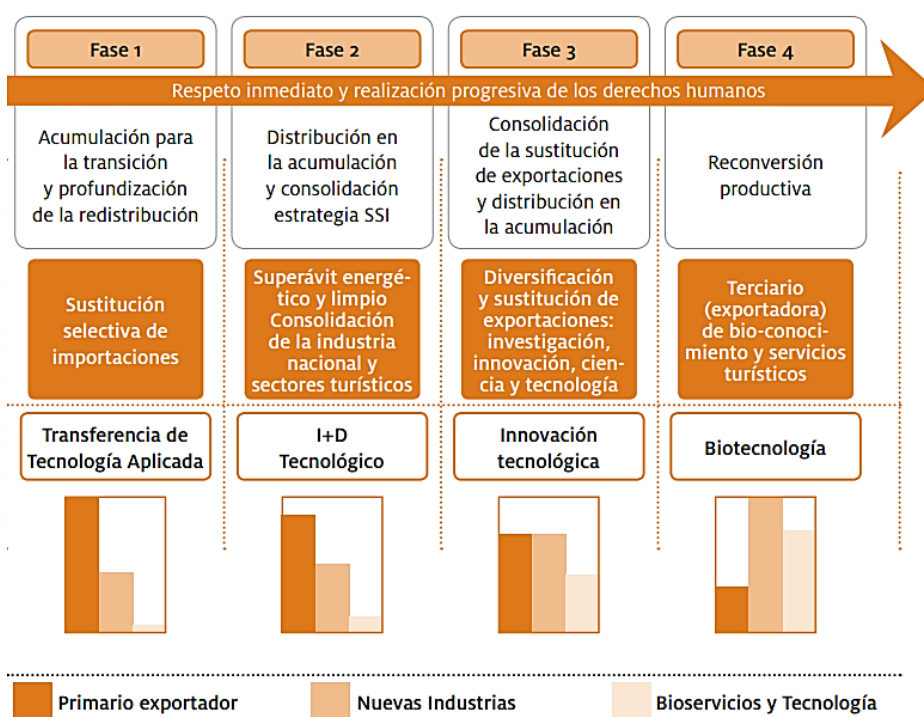 Fase 1
Fase 2
Fase 3
Fase 4
Respeto inmediato y realización progresiva de los derechos humanos
Acumulación para
la transición
y profundización
de la redistribución
Distribución en
la acumulación
y consolidación
estrategia SSI
Consolidación
de la sustitución
de exportaciones
y distribución en
la acumulación
Reconversión
productiva
Sustitución
selectiva de
importaciones
Superávit energé-
tico y limpio
Consolidación
de la industria
nacional y
sectores turísticos
Diversificación
y sustitución de
exportaciones:
investigación,
innovación, cien-
cia y tecnología
Terciario
(exportadora)
de bio-conoci-
miento y servicios
turísticos
Transferencia de
Tecnología Aplicada
I+D
Tecnológico
Innovación
tecnológica
Biotecnología
Primario exportador
Nuevas Industrias
Bioservicios y Tecnología